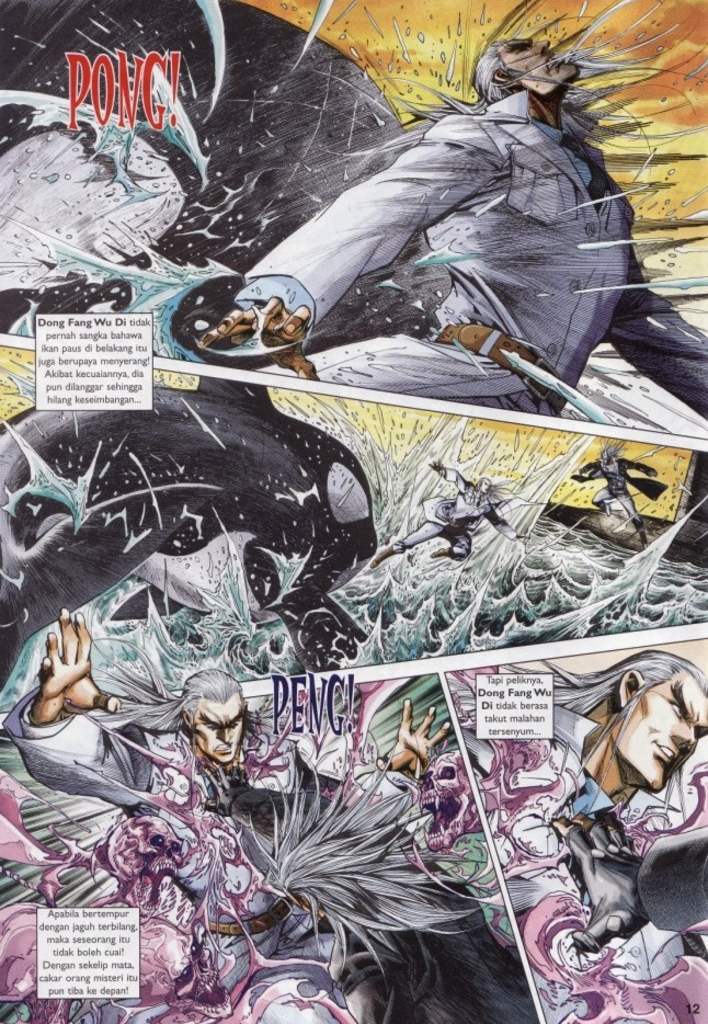 PONG!
Dong Fang Wu Di tidak
pernah sangka bahawa
ikan paus di belakang itu
juga berupaya menyerang!
Akibat kecuaiannya, dia
pun dilanggar sehingga
hilang keseimbangan...
PENG!
Tapi peliknya,
Dong Fang Wu
Di tidak berasa
takut malahan
tersenyum...
Apabila bertempur
dengan jaguh terbilang,
maka seseorang itu
tidak boleh cuai!
Dengan sekelip mata,
cakar orang misteri itu
pun tiba ke depan!
12